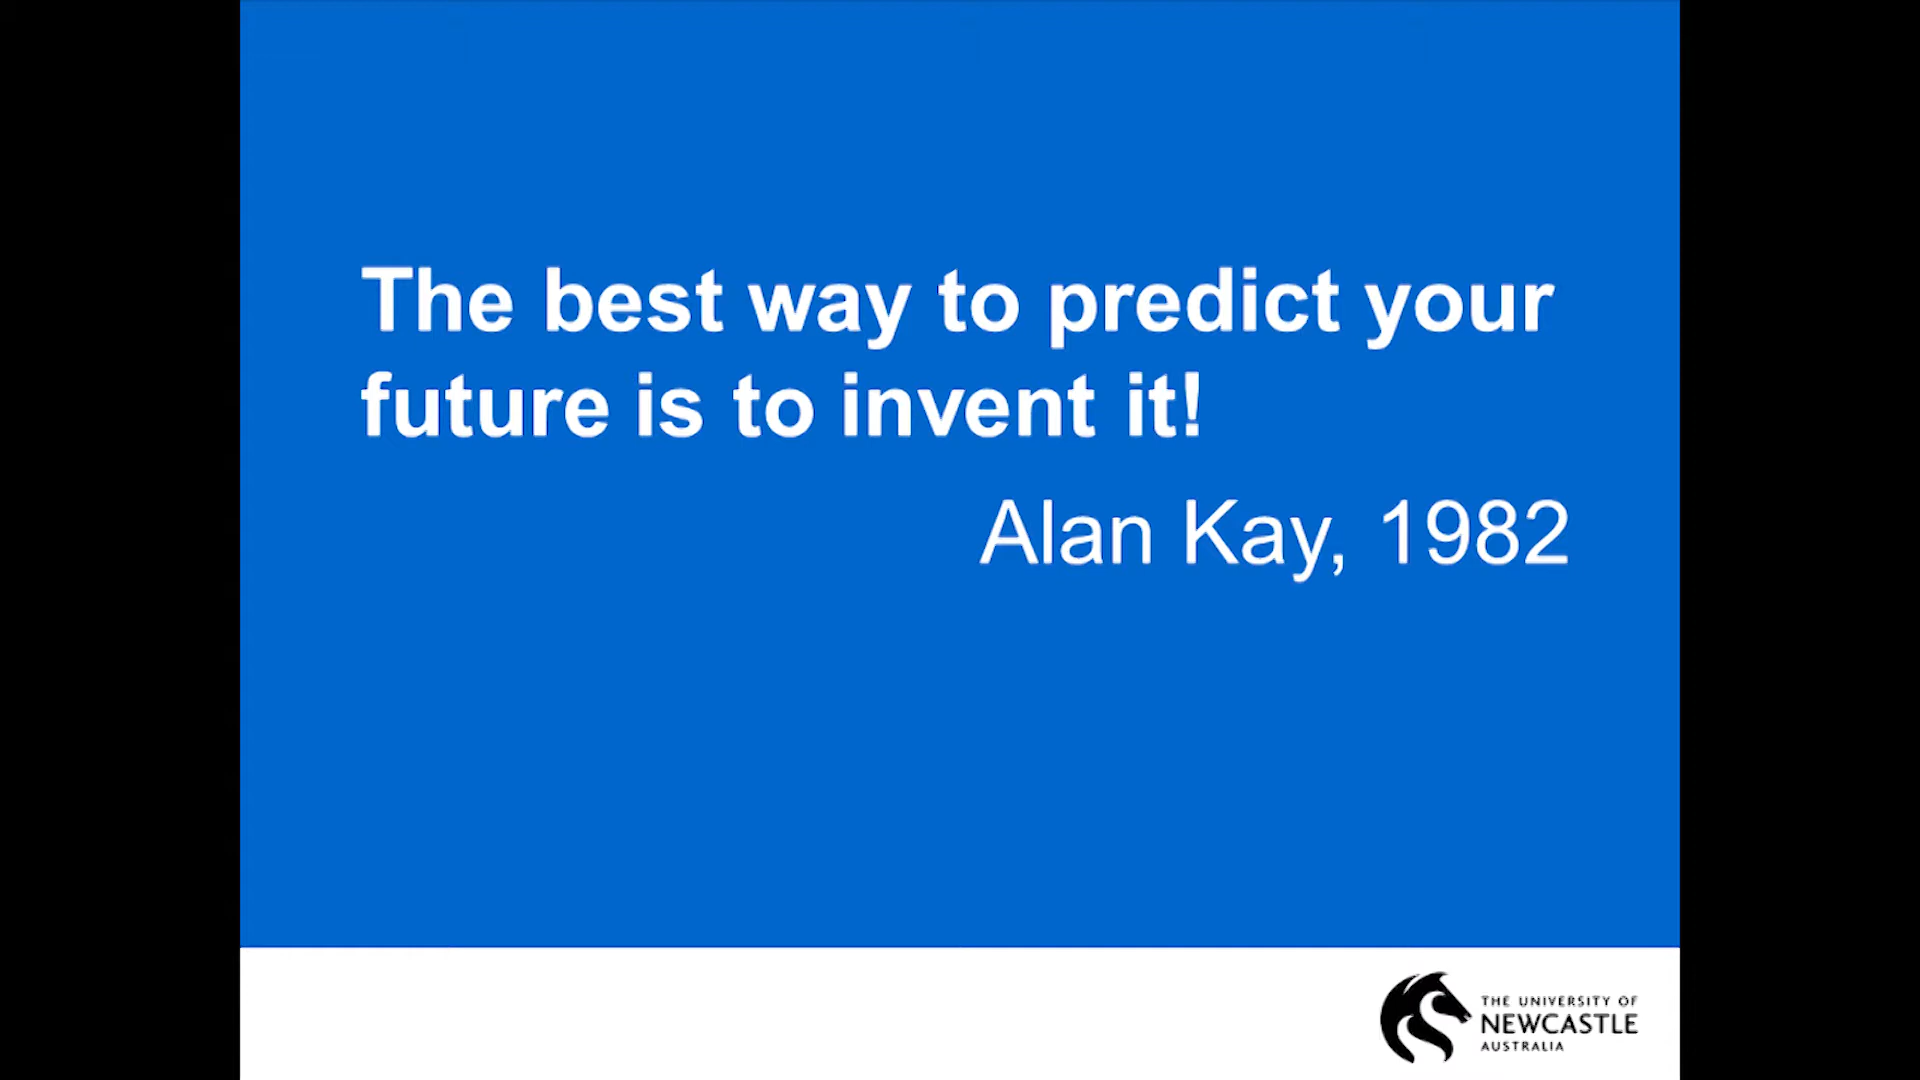 The best way to predict your
future is to invent it!
Alan Kay, 1982
THE UNIVERSITY OF
NEWCASTLE
AUSTRALIA